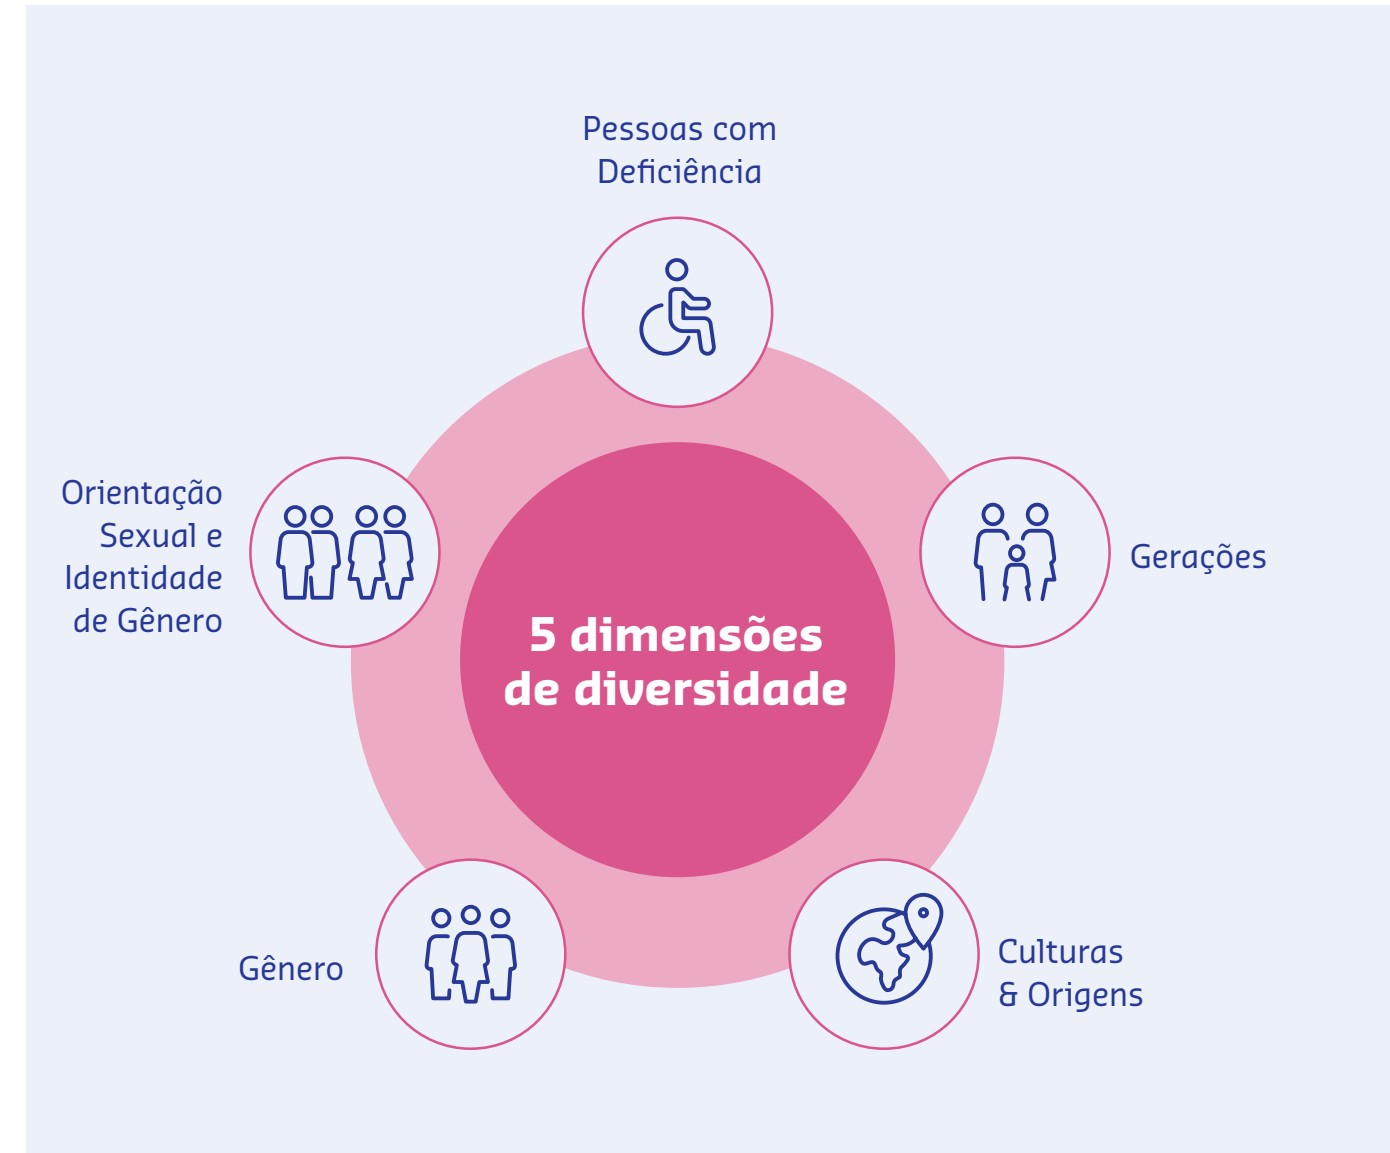 Pessoas com
Deficiência
Orientação
Sexual e
Identidade
de Gênero
Gerações
5 dimensões
de diversidade
Gênero
Culturas
& Origens